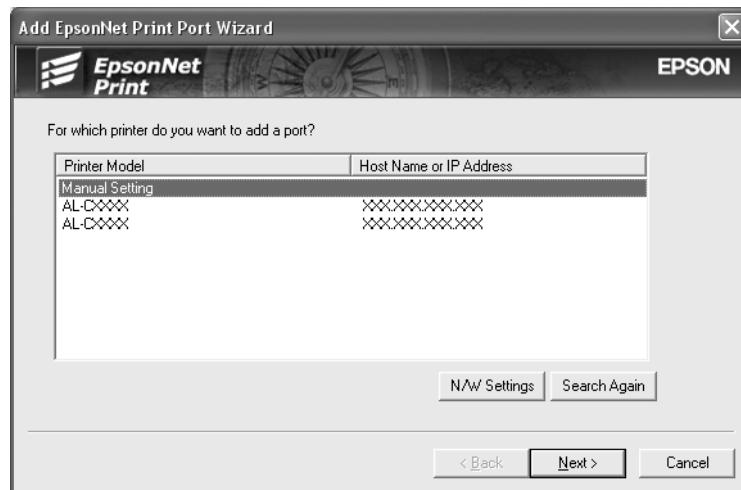 Add EpsonNet Print Port Wizard
EpsonNet
Print
EPSON
For which printer do you want to add a port?
Printer Model Host Name or IP Address
Manual Setting
AL-CXXXX XXX.XXX.XXX.XXX
AL-CXXXX XXX.XXX.XXX.XXX
N/W Settings Search Again
< Back Next > Cancel